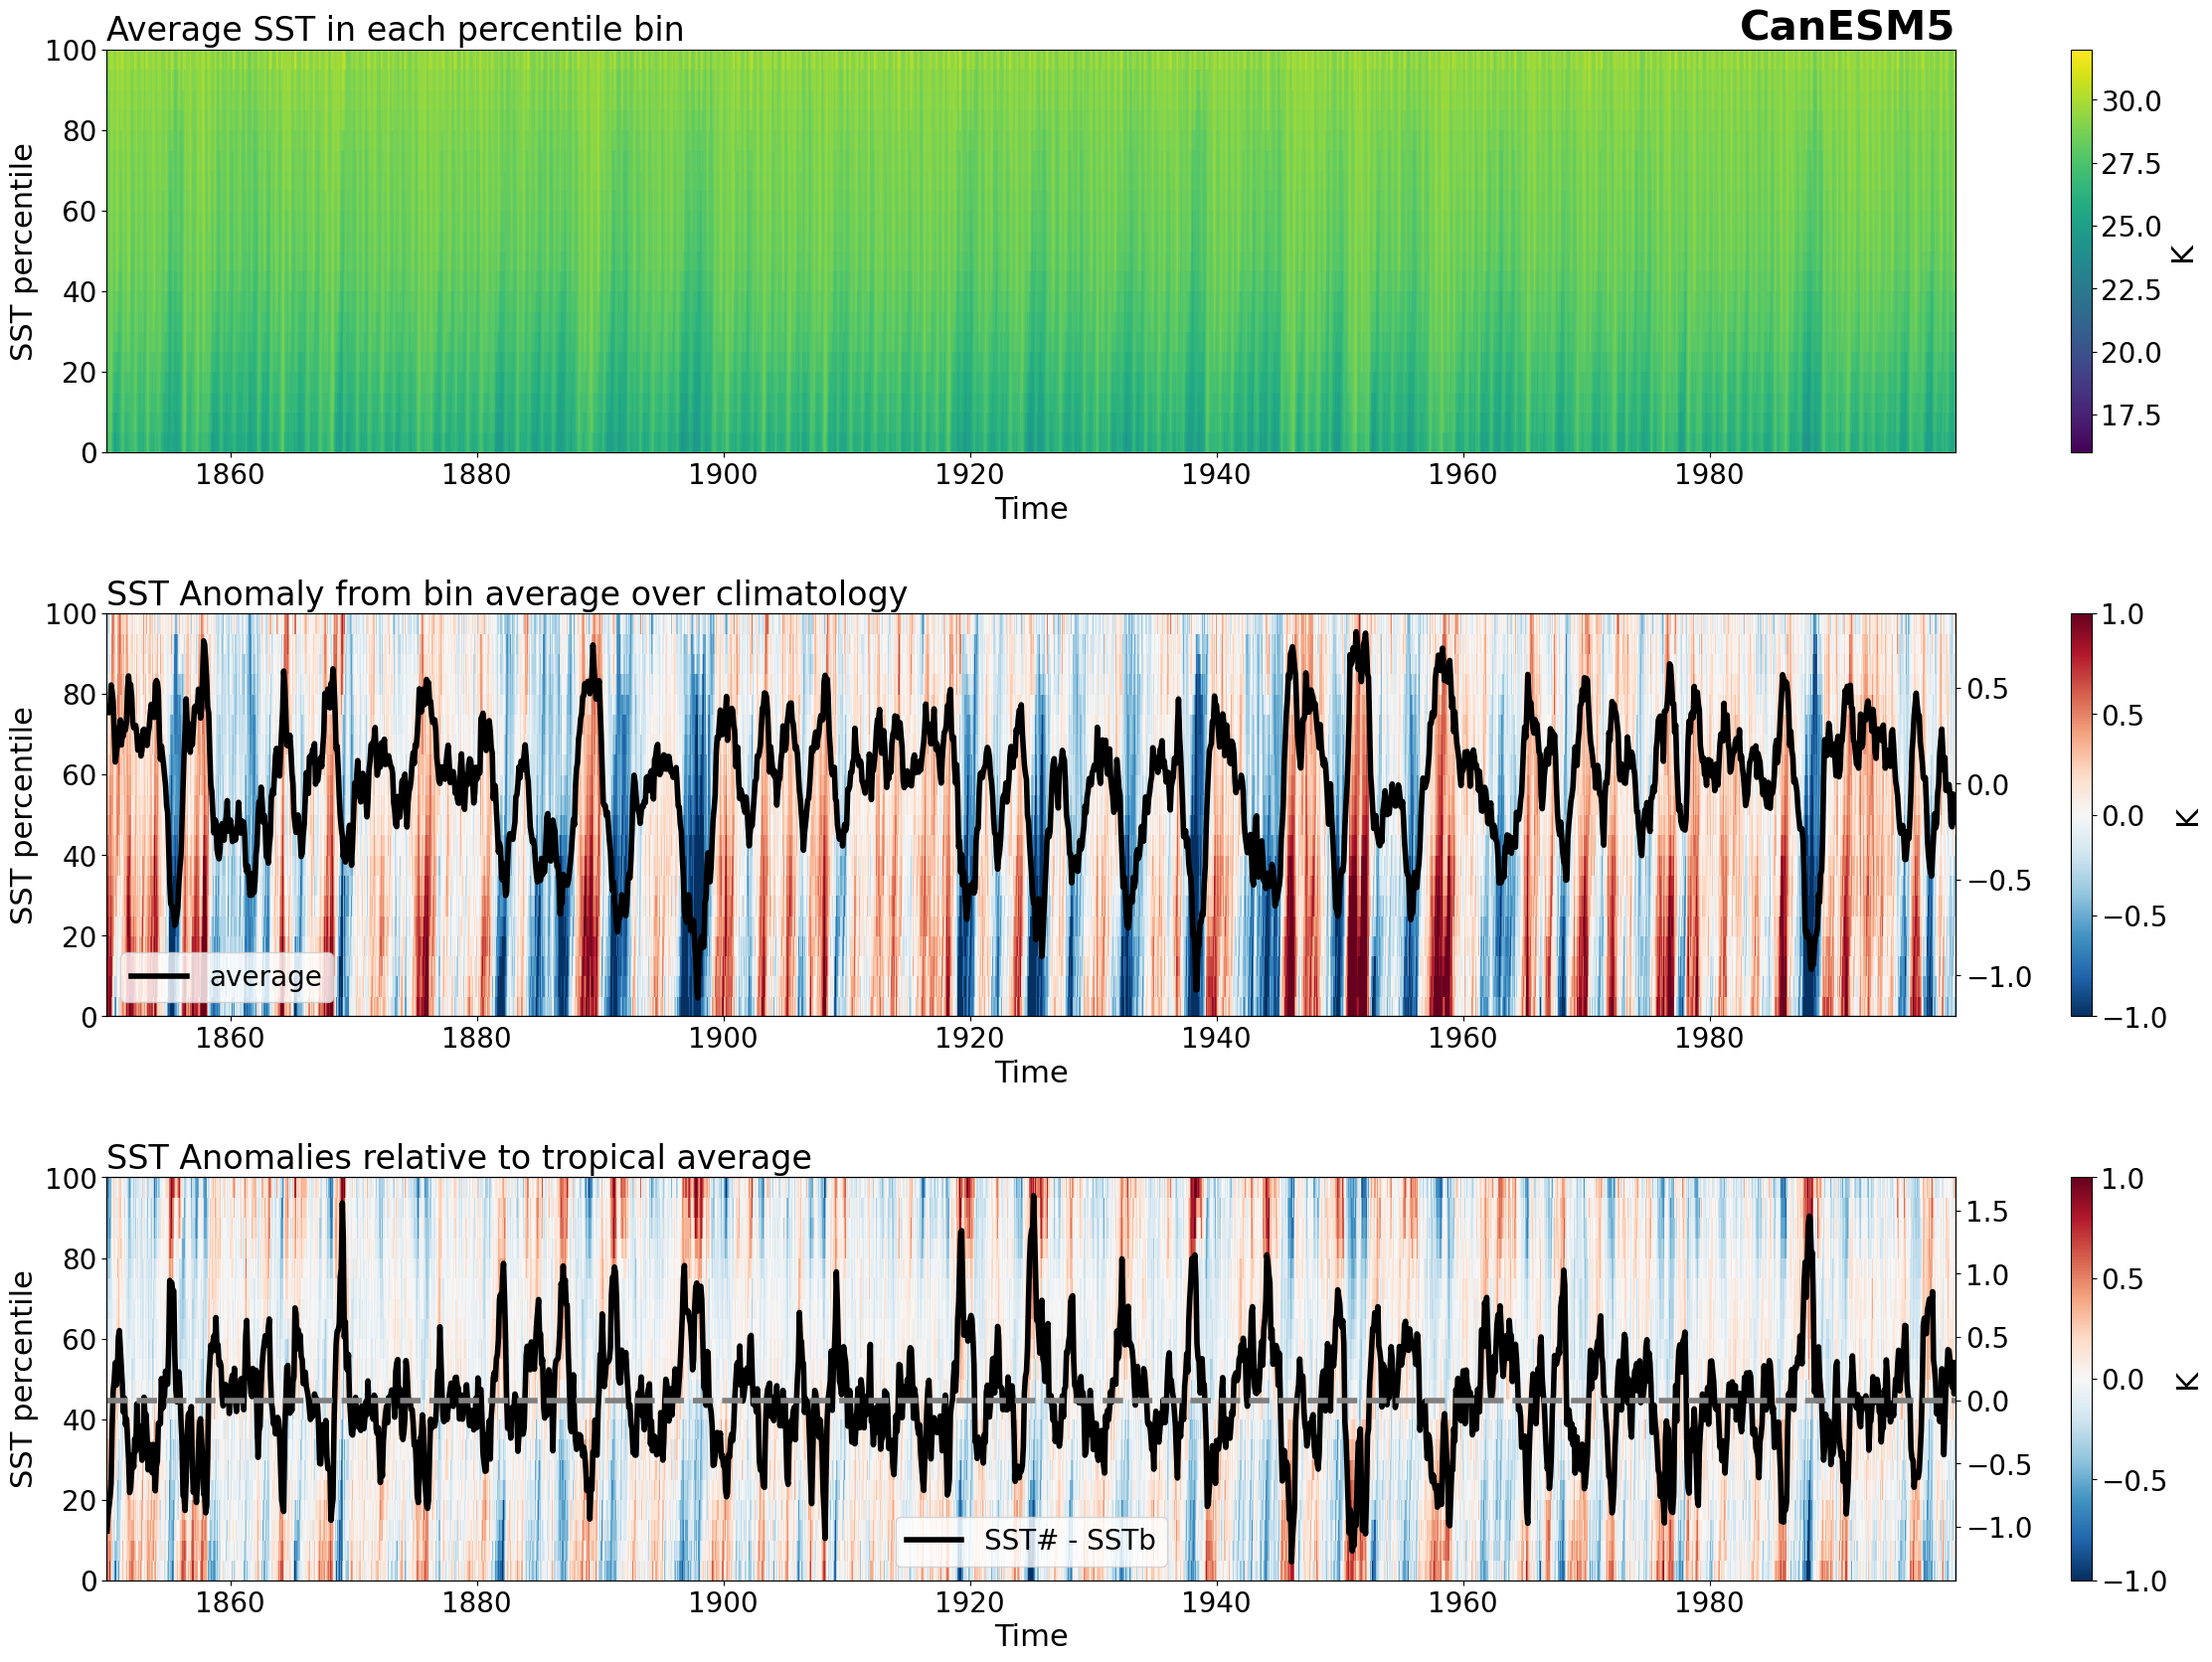 Average SST in each percentile bin
CanESM5
100
80
60
40
20
0
SST percentile
1860 1880 1900 1920 1940 1960 1980
Time
30.0
27.5
25.0
22.5
20.0
17.5
K
SST Anomaly from bin average over climatology
100
80
60
40
20
0
SST percentile
average
1860 1880 1900 1920 1940 1960 1980
Time
0.5
0.0
−0.5
−1.0
1.0
0.5
0.0
−0.5
−1.0
K
SST Anomalies relative to tropical average
100
80
60
40
20
0
SST percentile
SST# - SSTb
1860 1880 1900 1920 1940 1960 1980
Time
1.5
1.0
0.5
0.0
−0.5
−1.0
1.0
0.5
0.0
−0.5
−1.0
K